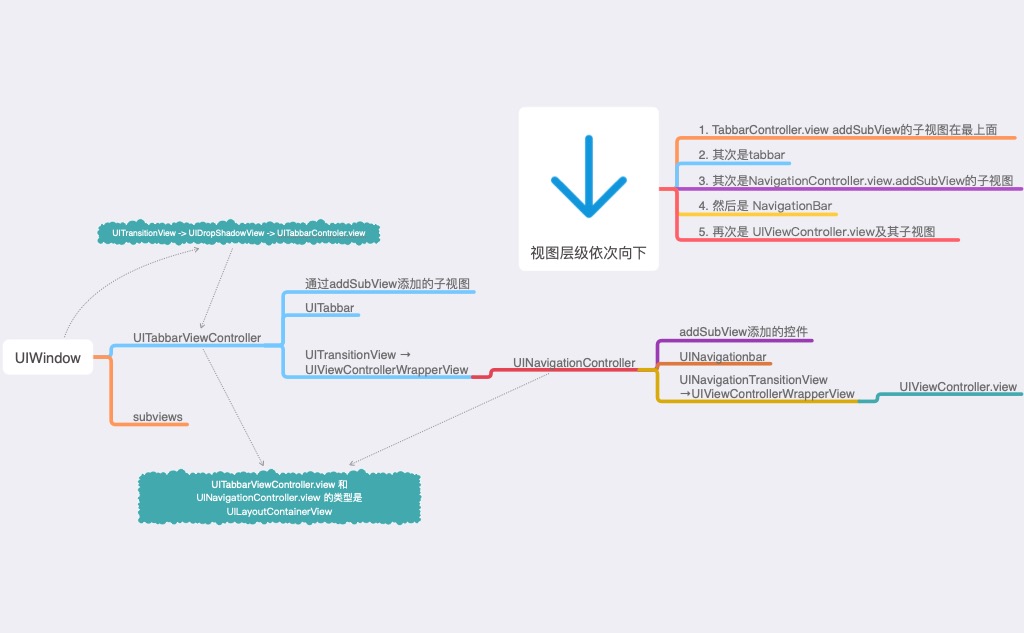 1. TabbarController.view addSubView的子视图在最上面
2. 其次是tabbar
3. 其次是NavigationController.view.addSubView的子视图
4. 然后是 NavigationBar
5. 再次是 UIViewController.view及其子视图
视图层级依次向下
UITransitionView -> UIDropShadowView -> UITabbarControler.view
通过addSubView添加的子视图
UITabbar
UITabbarViewController
UIWindow
UITransitionView →
UIViewControllerWrapperView
subviews
UINavigationController
addSubView添加的控件
UINavigationbar
UINavigationTransitionView
→UIViewControllerWrapperView
UIViewController.view
UITabbarViewController.view 和
UINavigationController.view 的类型是
UILayoutContainerView